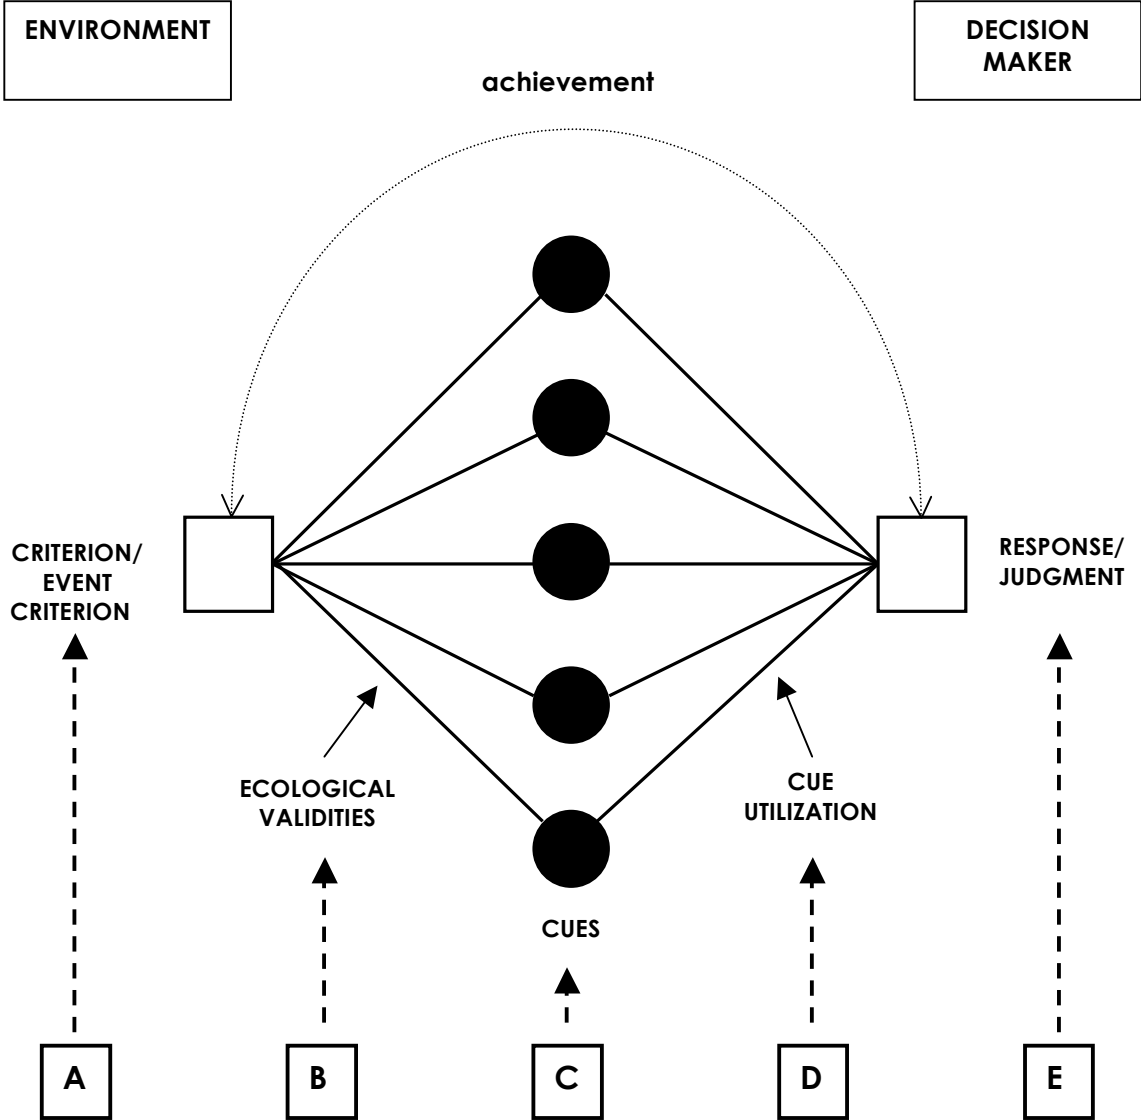 ENVIRONMENT
DECISION
MAKER
achievement
CRITERION/
EVENT
CRITERION
RESPONSE/
JUDGMENT
ECOLOGICAL
VALIDITIES
CUE
UTILIZATION
CUES
A
B
C
D
E